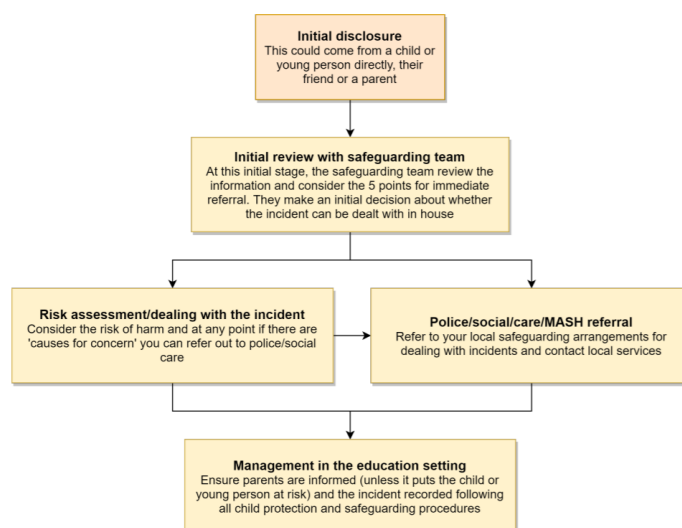 Initial disclosure
This could come from a child or
young person directly, their
friend or a parent
Initial review with safeguarding team
At this initial stage, the safeguarding team review the
information and consider the 5 points for immediate
referral. They make an initial decision about whether
the incident can be dealt with in house
Risk assessment/dealing with the incident
Consider the risk of harm and at any point if there are
'causes for concern' you can refer out to police/social
care
Police/social/care/MASH referral
Refer to your local safeguarding arrangements for
dealing with incidents and contact local services
Management in the education setting
Ensure parents are informed (unless it puts the child or
young person at risk) and the incident recorded following
all child protection and safeguarding procedures